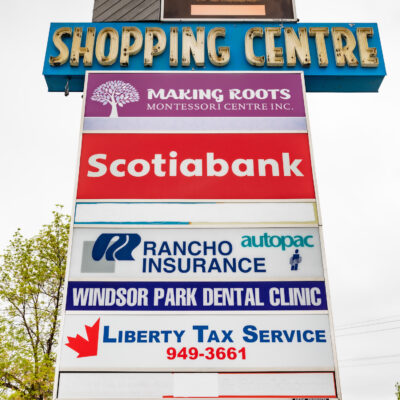 SHOPPING CENTRE
MAKING ROOTS
MONTESSORI CENTRE INC.
Scotiabank
autopac
RANCHO
INSURANCE
WINDSOR PARK DENTAL CLINIC
LIBERTY TAX SERVICE
949-3661